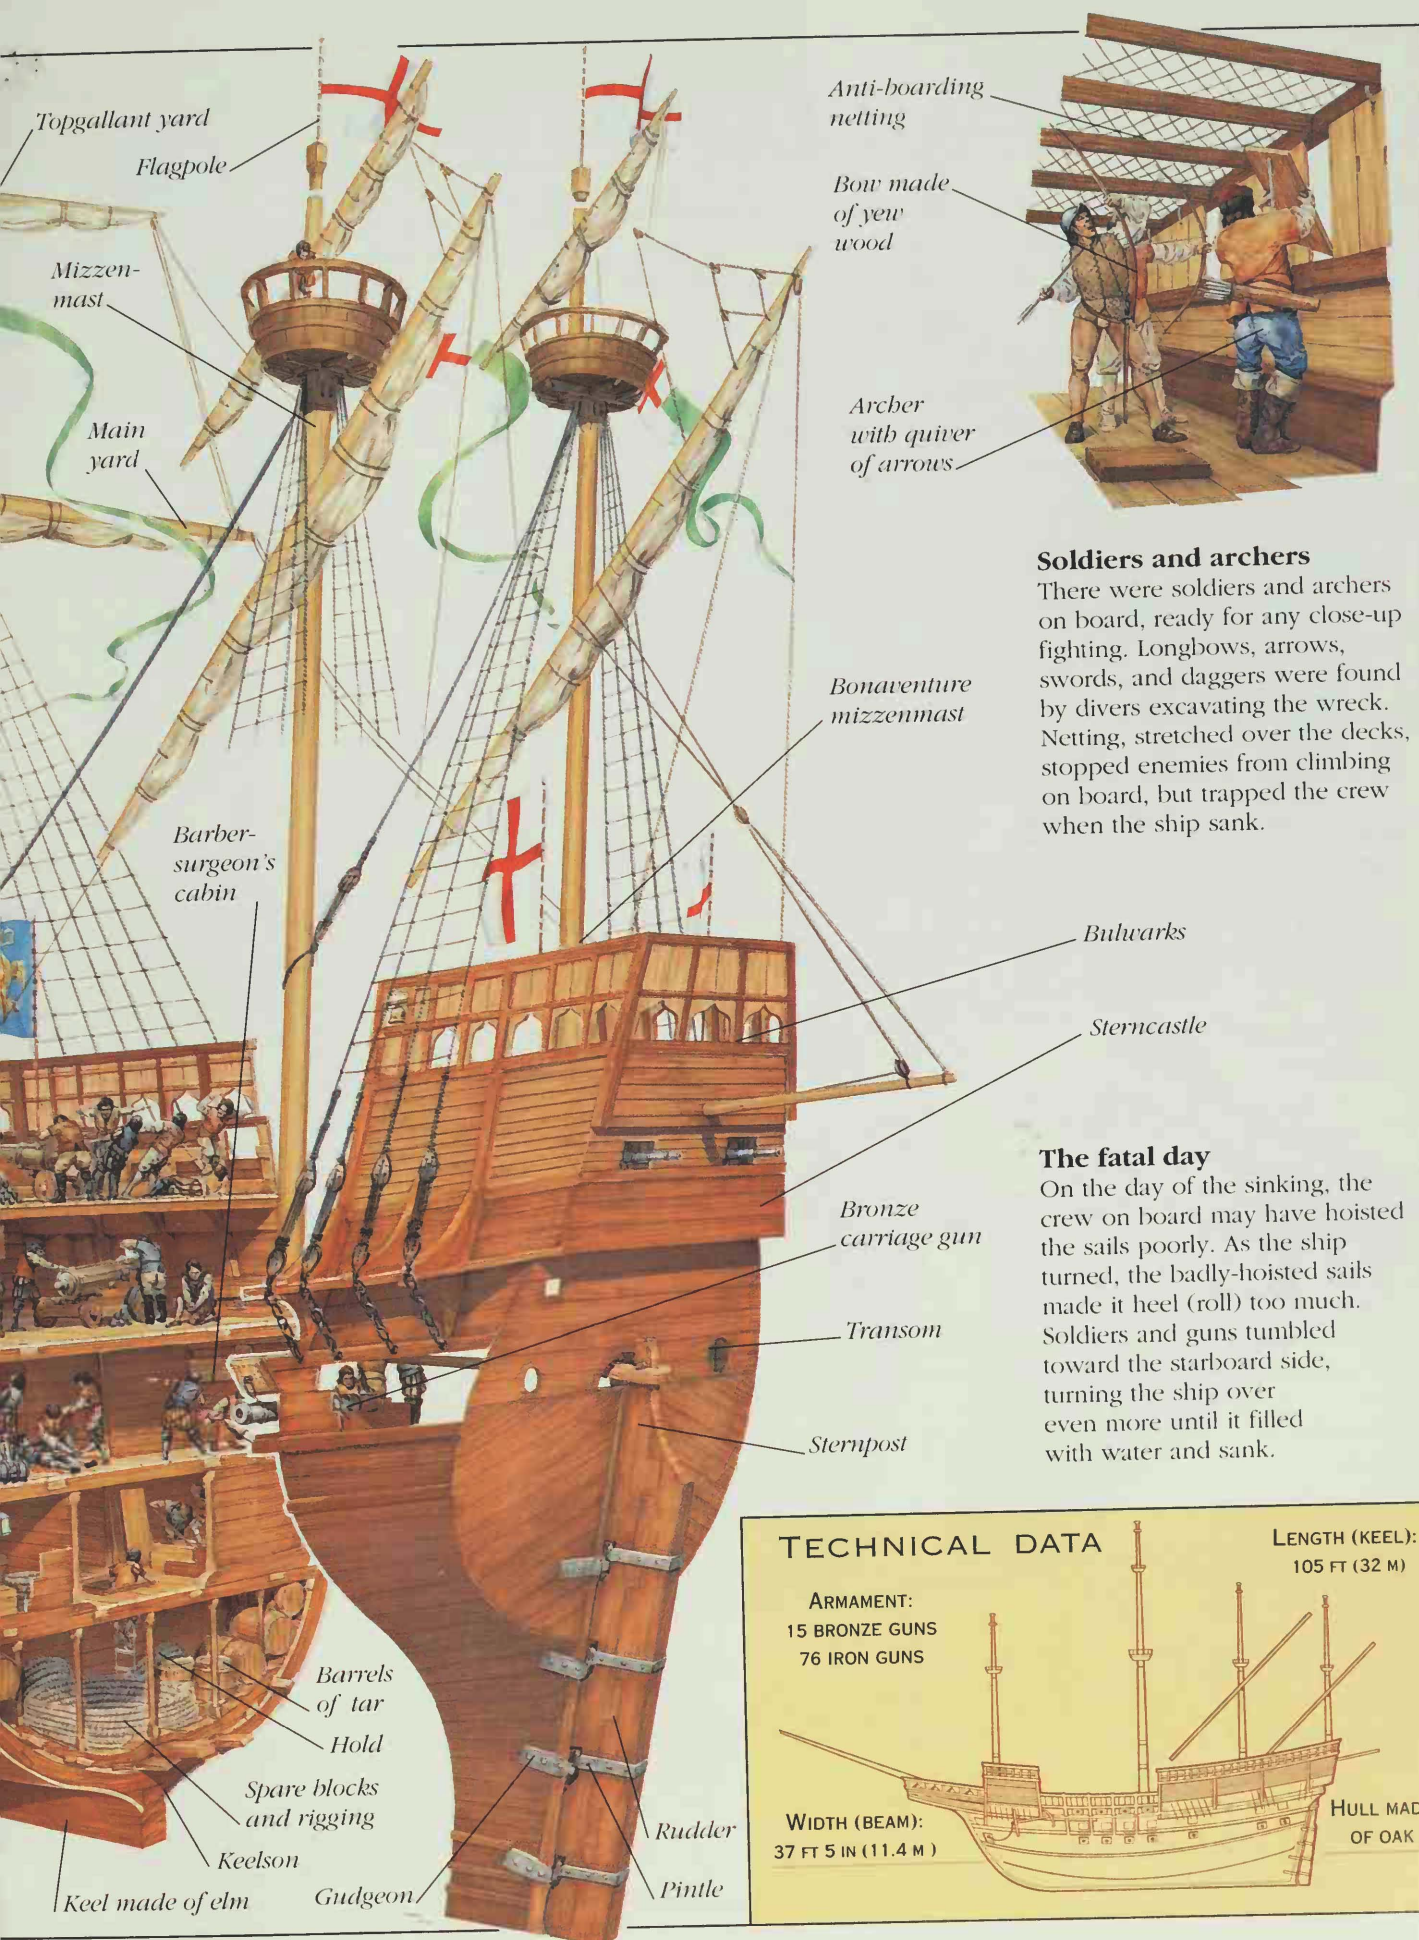 Topgallant yard
Flagpole
Mizzen-
mast
Main
yard
Barber-
surgeon's
cabin
Anti-boarding
netting
Bow made
of yew
wood
Archer
with quiver
of arrows
Soldiers and archers
There were soldiers and archers
on board, ready for any close-up
fighting. Longbows, arrows,
swords, and daggers were found
by divers excavating the wreck.
Netting, stretched over the decks,
stopped enemies from climbing
on board, but trapped the crew
when the ship sank.
Bonaventure
mizzenmast
Bulwarks
Sterncastle
Bronze
carriage gun
Transom
Sternpost
The fatal day
On the day of the sinking, the
crew on board may have hoisted
the sails poorly. As the ship
turned, the badly-hoisted sails
made it heel (roll) too much.
Soldiers and guns tumbled
toward the starboard side,
turning the ship over
even more until it filled
with water and sank.
Barrels
of tar
Hold
Spare blocks
and rigging
Keelson
Keel made of elm
Gudgeon
Rudder
Pintle
TECHNICAL DATA
ARMAMENT:
15 BRONZE GUNS
76 IRON GUNS
LENGTH (KEEL):
105 FT (32 M)
WIDTH (BEAM):
37 FT 5 IN (11.4 M )
HULL MAD
OF OAK